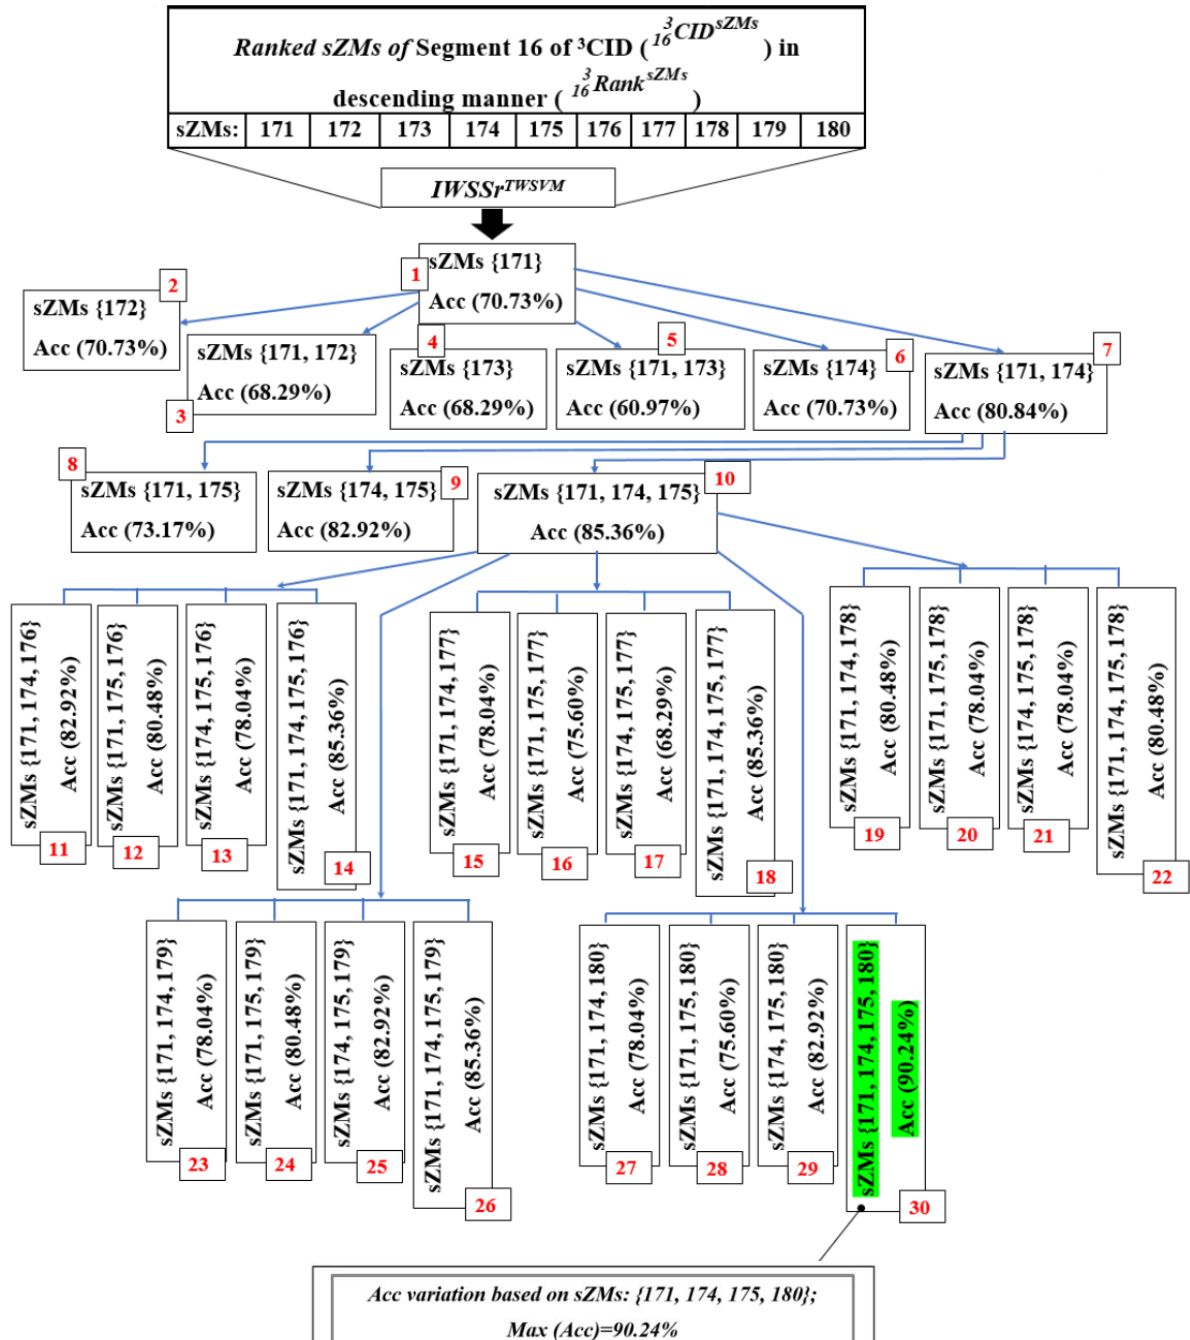 Ranked sZMs of Segment 16 of ³CID ( ³₁₆CID^sZMs ) in
descending manner ( ³₁₆Rank^sZMs )
sZMs: 171 172 173 174 175 176 177 178 179 180
IWSSr^TWSVM
1
sZMs {171}
Acc (70.73%)
2
sZMs {172}
Acc (70.73%)
3
sZMs {171, 172}
Acc (68.29%)
4
sZMs {173}
Acc (68.29%)
5
sZMs {171, 173}
Acc (60.97%)
6
sZMs {174}
Acc (70.73%)
7
sZMs {171, 174}
Acc (80.84%)
8
sZMs {171, 175}
Acc (73.17%)
9
sZMs {174, 175}
Acc (82.92%)
10
sZMs {171, 174, 175}
Acc (85.36%)
sZMs {171, 174, 176}
Acc (82.92%)
11
sZMs {171, 175, 176}
Acc (80.48%)
12
sZMs {174, 175, 176}
Acc (78.04%)
13
sZMs {171, 174, 175, 176}
Acc (85.36%)
14
sZMs {171, 174, 177}
Acc (78.04%)
15
sZMs {171, 175, 177}
Acc (75.60%)
16
sZMs {174, 175, 177}
Acc (68.29%)
17
sZMs {171, 174, 175, 177}
Acc (85.36%)
18
sZMs {171, 174, 178}
Acc (80.48%)
19
sZMs {171, 175, 178}
Acc (78.04%)
20
sZMs {174, 175, 178}
Acc (78.04%)
21
sZMs {171, 174, 175, 178}
Acc (80.48%)
22
sZMs {171, 174, 179}
Acc (78.04%)
23
sZMs {171, 175, 179}
Acc (80.48%)
24
sZMs {174, 175, 179}
Acc (82.92%)
25
sZMs {171, 174, 175, 179}
Acc (85.36%)
26
sZMs {171, 174, 180}
Acc (78.04%)
27
sZMs {171, 175, 180}
Acc (75.60%)
28
sZMs {174, 175, 180}
Acc (82.92%)
29
sZMs {171, 174, 175, 180}
Acc (90.24%)
30
Acc variation based on sZMs: {171, 174, 175, 180};
Max (Acc)=90.24%